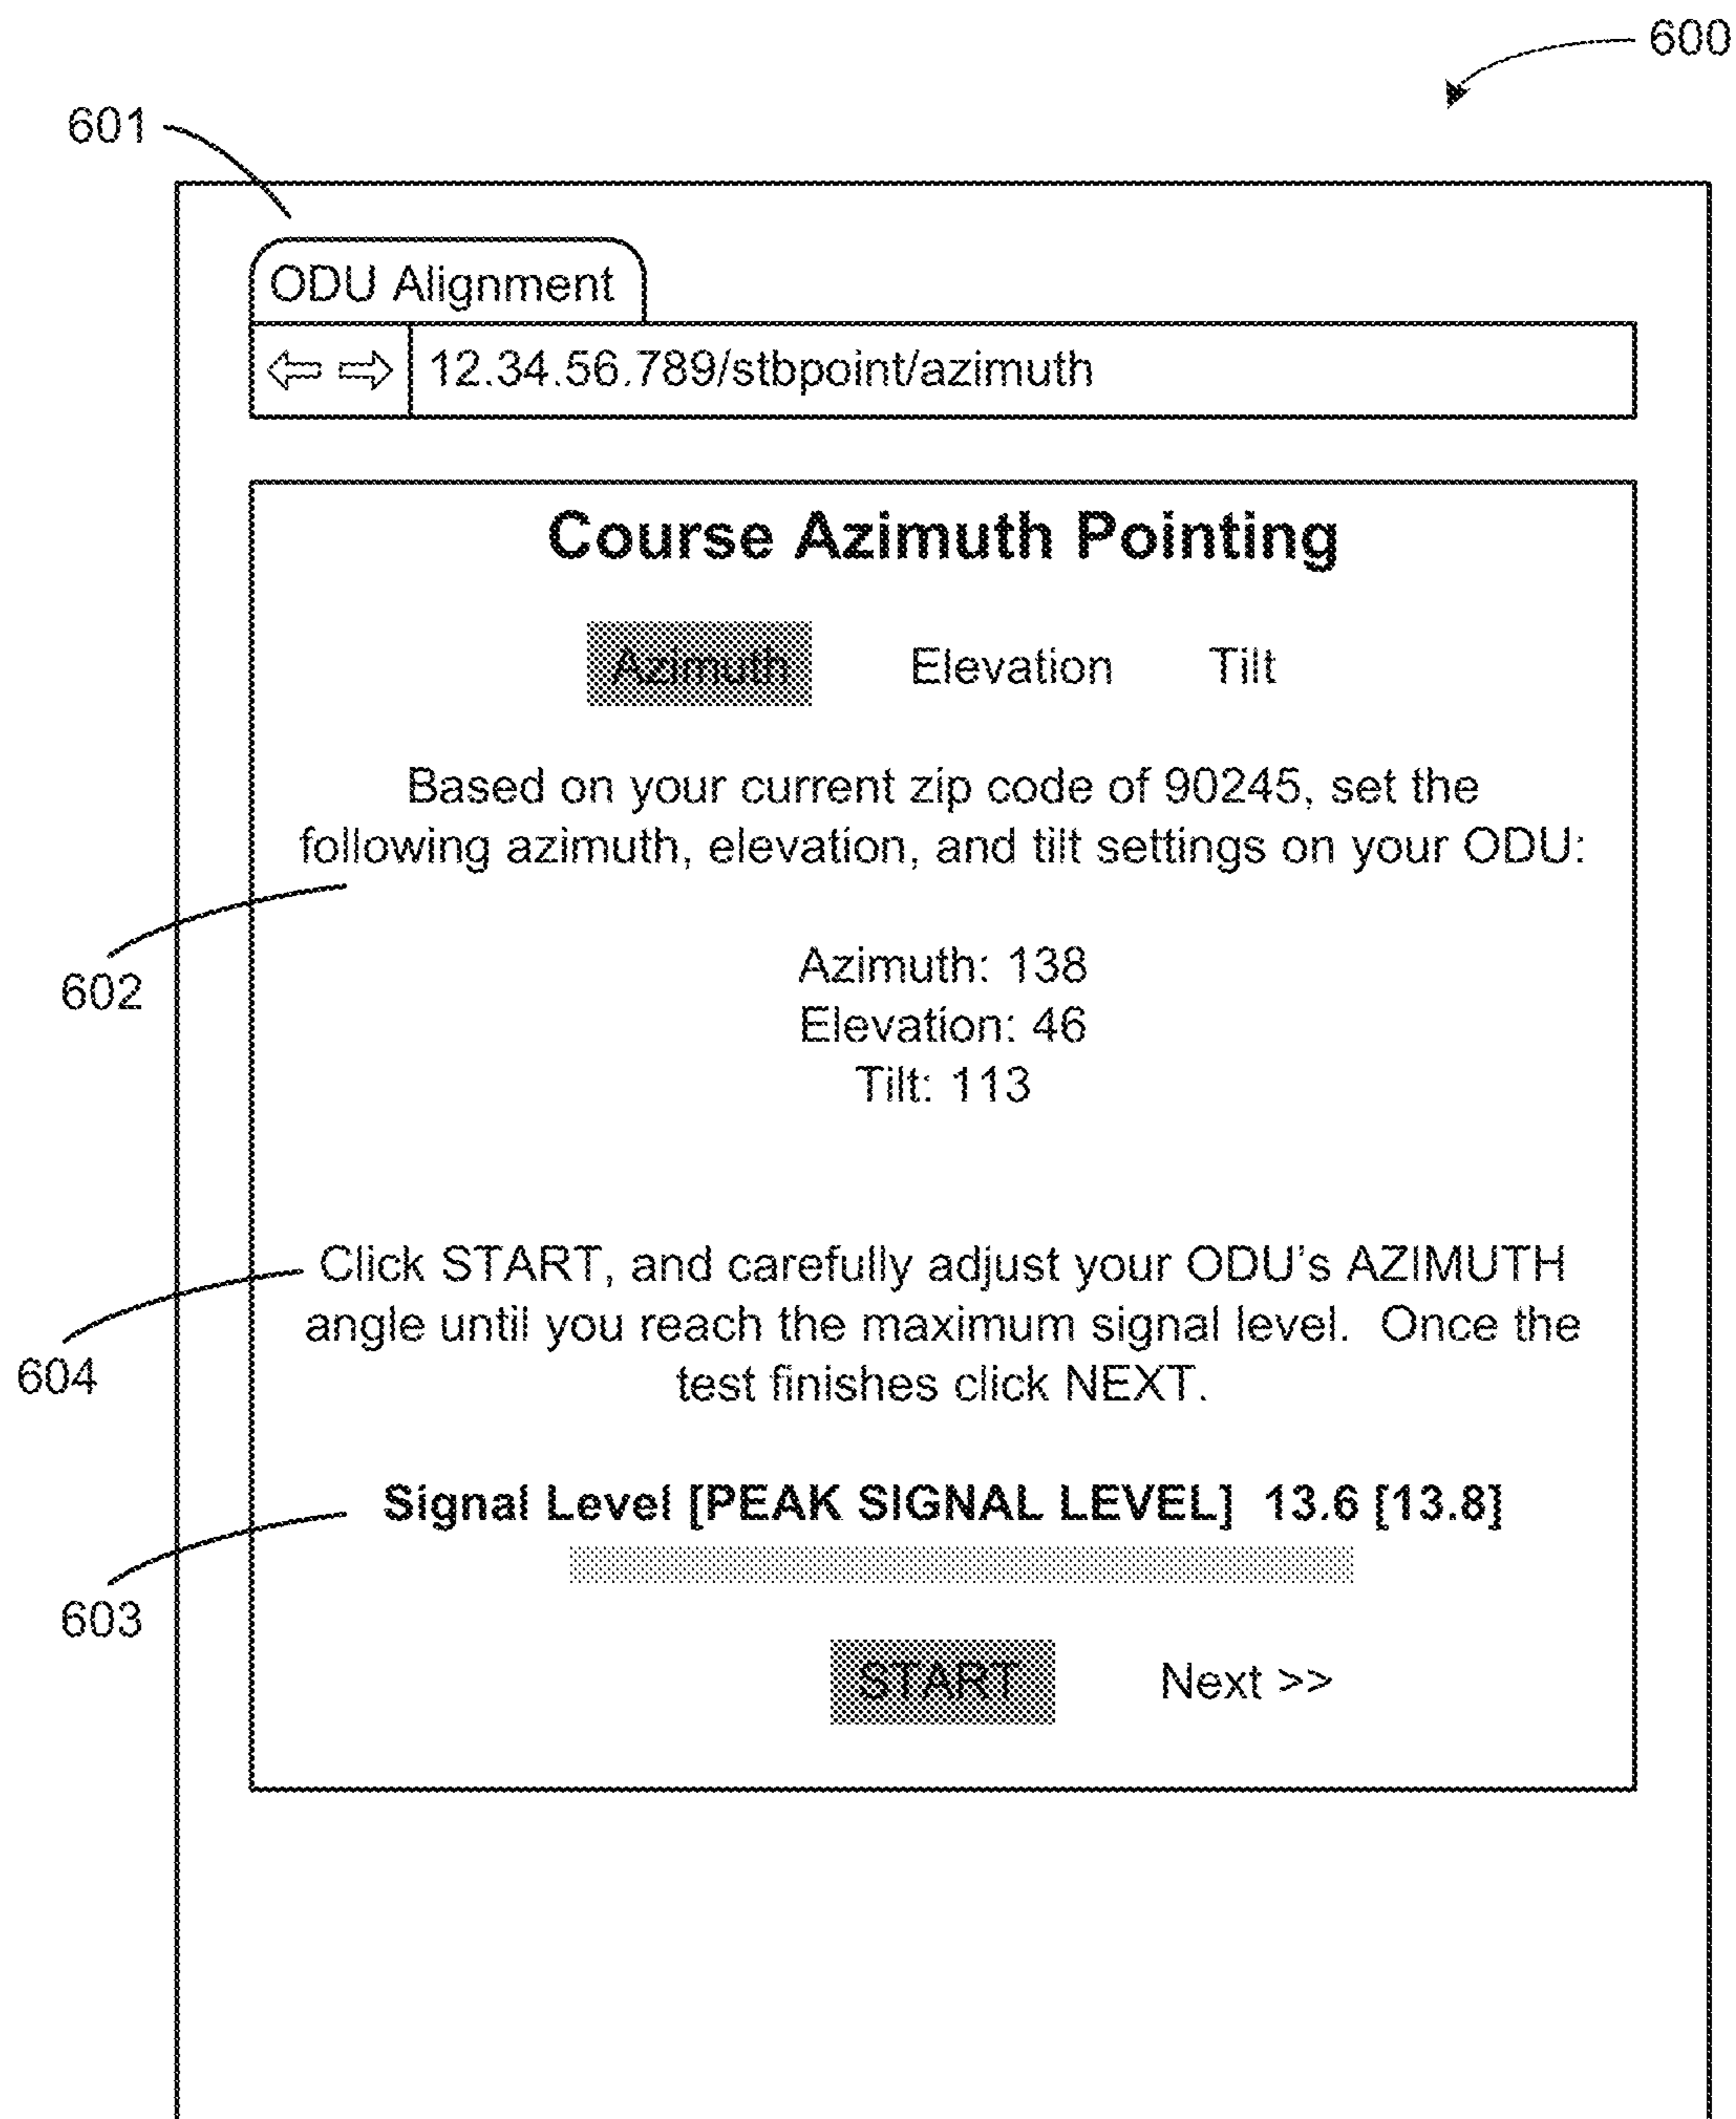 600
601
ODU Alignment
12.34.56.789/stbpoint/azimuth
Course Azimuth Pointing
Azimuth Elevation Tilt
Based on your current zip code of 90245, set the
following azimuth, elevation, and tilt settings on your ODU:
602
Azimuth: 138
Elevation: 46
Tilt: 113
Click START, and carefully adjust your ODU's AZIMUTH
angle until you reach the maximum signal level. Once the
test finishes click NEXT.
604
Signal Level [PEAK SIGNAL LEVEL] 13.6 [13.8]
603
START Next >>